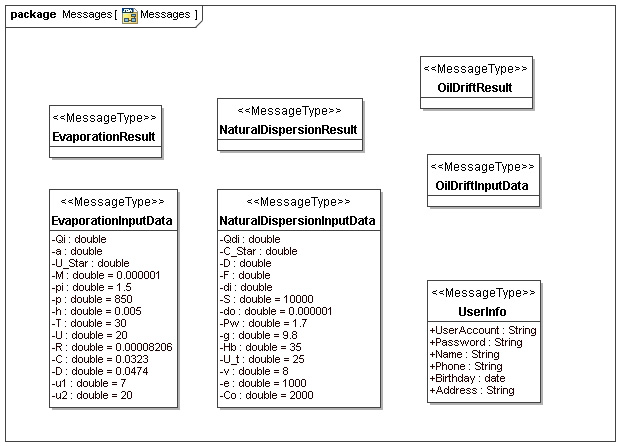 package Messages [ Messages ]
<<MessageType>>
OilDriftResult
<<MessageType>>
EvaporationResult
<<MessageType>>
NaturalDispersionResult
<<MessageType>>
OilDriftInputData
<<MessageType>>
EvaporationInputData
-Qi : double
-a : double
-U_Star : double
-M : double = 0.000001
-pi : double = 1.5
-p : double = 850
-h : double = 0.005
-T : double = 30
-U : double = 20
-R : double = 0.00008206
-C : double = 0.0323
-D : double = 0.0474
-u1 : double = 7
-u2 : double = 20
<<MessageType>>
NaturalDispersionInputData
-Qdi : double
-C_Star : double
-D : double
-F : double
-di : double
-S : double = 10000
-do : double = 0.000001
-Pw : double = 1.7
-g : double = 9.8
-Hb : double = 35
-U_t : double = 25
-v : double = 8
-e : double = 1000
-Co : double = 2000
<<MessageType>>
UserInfo
+UserAccount : String
+Password : String
+Name : String
+Phone : String
+Birthday : date
+Address : String